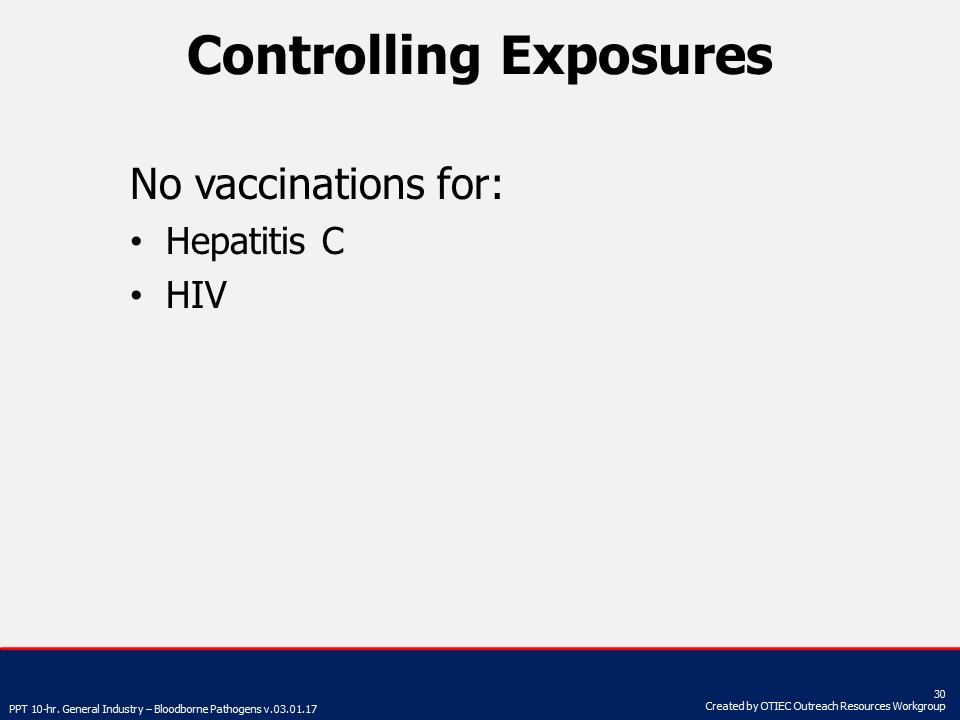 Controlling Exposures
No vaccinations for:
• Hepatitis C
• HIV
30
PPT 10-hr. General Industry – Bloodborne Pathogens v.03.01.17
Created by OTIEC Outreach Resources Workgroup